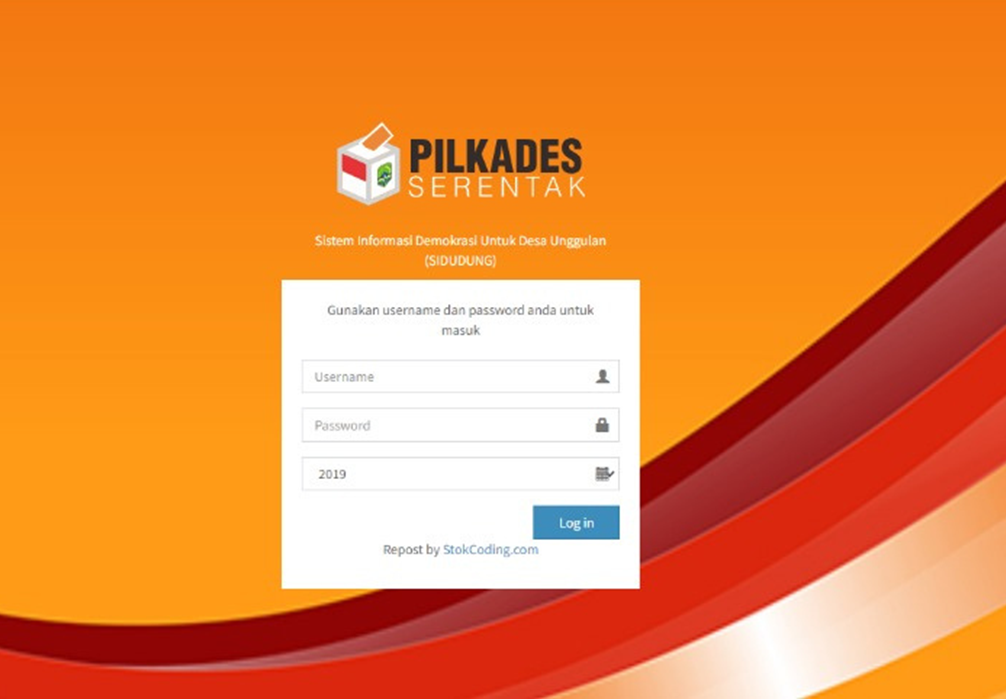 PILKADES
SERENTAK
Sistem Informasi Demokrasi Untuk Desa Unggulan
(SIDUDUNG)
Gunakan username dan password anda untuk
masuk
Username
Password
2019
Log in
Repost by StokCoding.com